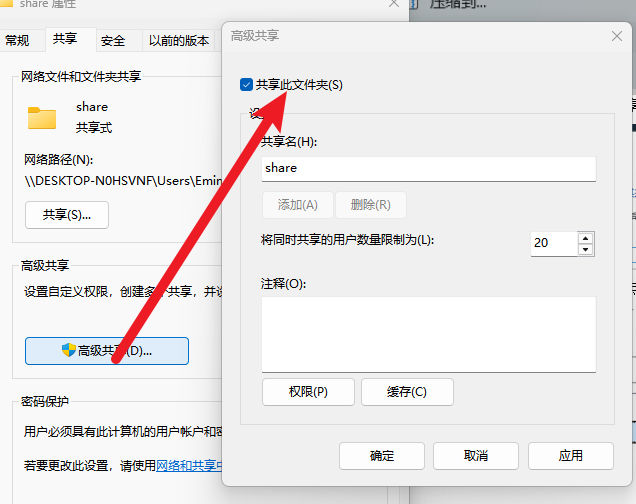 share 属性
压缩到...
常规
共享
安全
以前的版本
网络文件和文件夹共享
share
共享式
网络路径(N):
\\DESKTOP-N0HSVNF\Users\Emin
共享(S)...
高级共享
设置自定义权限，创建多个共享，并设
高级共享(D)...
密码保护
用户必须具有此计算机的用户帐户和密
若要更改此设置，请使用网络和共享中
高级共享
共享此文件夹(S)
设
共享名(H):
share
添加(A)
删除(R)
将同时共享的用户数量限制为(L):
20
注释(O):
权限(P)
缓存(C)
确定
取消
应用